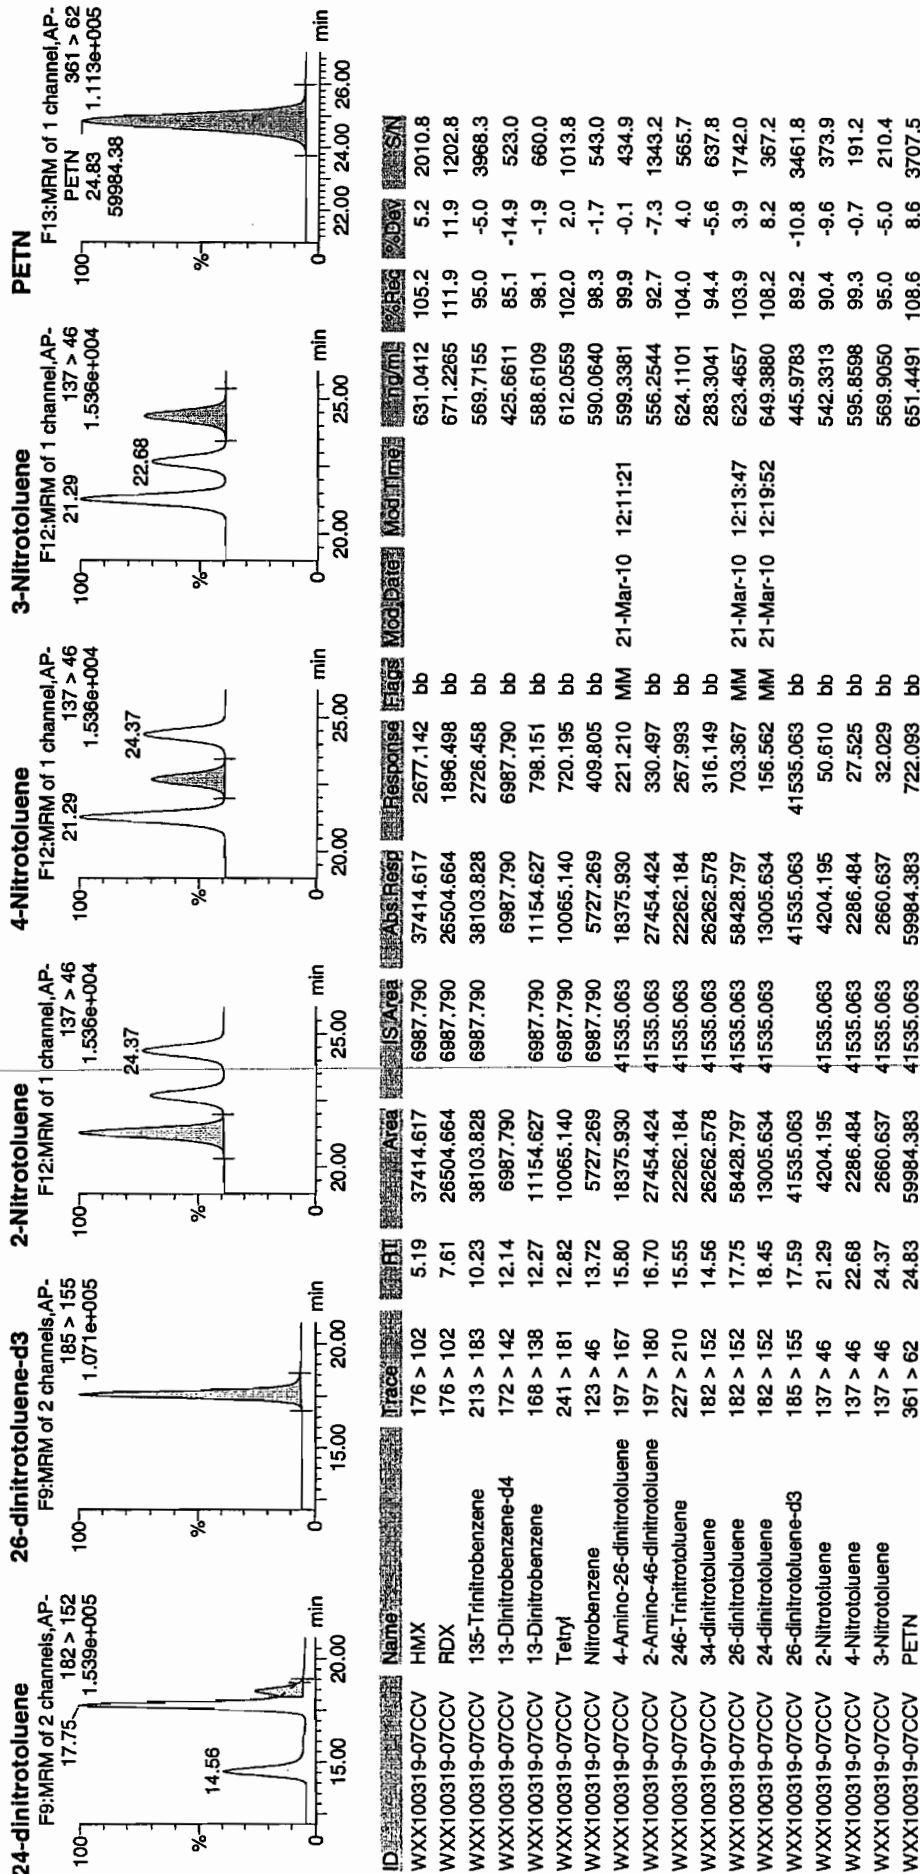 24-dinitrotoluene
F9:MRM of 2 channels,AP-
182 > 152
1.539e+005
17.75
14.56
100
%
0
15.00
20.00
min
26-dinitrotoluene-d3
F9:MRM of 2 channels,AP-
185 > 155
1.071e+005
100
%
0
15.00
20.00
min
2-Nitrotoluene
F12:MRM of 1 channel,AP-
137 > 46
1.536e+004
24.37
100
%
0
20.00
25.00
min
4-Nitrotoluene
F12:MRM of 1 channel,AP-
137 > 46
1.536e+004
21.29
24.37
100
%
0
20.00
25.00
min
3-Nitrotoluene
F12:MRM of 1 channel,AP-
137 > 46
1.536e+004
21.29
22.68
100
%
0
20.00
25.00
min
PETN
F13:MRM of 1 channel,AP-
361 > 62
1.113e+005
PETN
24.83
59984.38
100
%
0
22.00
24.00
26.00
min
ID Name Trace RT Area IS Area Abs.Resp Response Flags Mod.Date Mod.Time ng/mL %Rec %Dev S/N
WXX100319-07CCV HMX 176 > 102 5.19 37414.617 6987.790 37414.617 2677.142 bb 631.0412 105.2 5.2 2010.8
WXX100319-07CCV RDX 176 > 102 7.61 26504.664 6987.790 26504.664 1896.498 bb 671.2265 111.9 11.9 1202.8
WXX100319-07CCV 135-Trinitrobenzene 213 > 183 10.23 38103.828 6987.790 38103.828 2726.458 bb 569.7155 95.0 -5.0 3968.3
WXX100319-07CCV 13-Dinitrobenzene-d4 172 > 142 12.14 6987.790 6987.790 6987.790 bb 425.6611 85.1 -14.9 523.0
WXX100319-07CCV 13-Dinitrobenzene 168 > 138 12.27 11154.627 6987.790 11154.627 798.151 bb 588.6109 98.1 -1.9 660.0
WXX100319-07CCV Tetryl 241 > 181 12.82 10065.140 6987.790 10065.140 720.195 bb 612.0559 102.0 2.0 1013.8
WXX100319-07CCV Nitrobenzene 123 > 46 13.72 5727.269 6987.790 5727.269 409.805 bb 590.0640 98.3 -1.7 543.0
WXX100319-07CCV 4-Amino-26-dinitrotoluene 197 > 167 15.80 18375.930 41535.063 18375.930 221.210 MM 21-Mar-10 12:11:21 599.3381 99.9 -0.1 434.9
WXX100319-07CCV 2-Amino-46-dinitrotoluene 197 > 180 16.70 27454.424 41535.063 27454.424 330.497 bb 556.2544 92.7 -7.3 1343.2
WXX100319-07CCV 246-Trinitrotoluene 227 > 210 15.55 22262.184 41535.063 22262.184 267.993 bb 624.1101 104.0 4.0 565.7
WXX100319-07CCV 34-dinitrotoluene 182 > 152 14.56 26262.578 41535.063 26262.578 316.149 bb 283.3041 94.4 -5.6 637.8
WXX100319-07CCV 26-dinitrotoluene 182 > 152 17.75 58428.797 41535.063 58428.797 703.367 MM 21-Mar-10 12:13:47 623.4657 103.9 3.9 1742.0
WXX100319-07CCV 24-dinitrotoluene 182 > 152 18.45 13005.634 41535.063 13005.634 156.562 MM 21-Mar-10 12:19:52 649.3880 108.2 8.2 367.2
WXX100319-07CCV 26-dinitrotoluene-d3 185 > 155 17.59 41535.063 41535.063 41535.063 bb 445.9783 89.2 -10.8 3461.8
WXX100319-07CCV 2-Nitrotoluene 137 > 46 21.29 4204.195 41535.063 4204.195 50.610 bb 542.3313 90.4 -9.6 373.9
WXX100319-07CCV 4-Nitrotoluene 137 > 46 22.68 2286.484 41535.063 2286.484 27.525 bb 595.8598 99.3 -0.7 191.2
WXX100319-07CCV 3-Nitrotoluene 137 > 46 24.37 2660.637 41535.063 2660.637 32.029 bb 569.9050 95.0 -5.0 210.4
WXX100319-07CCV PETN 361 > 62 24.83 59984.383 41535.063 59984.383 722.093 bb 651.4491 108.6 8.6 3707.5